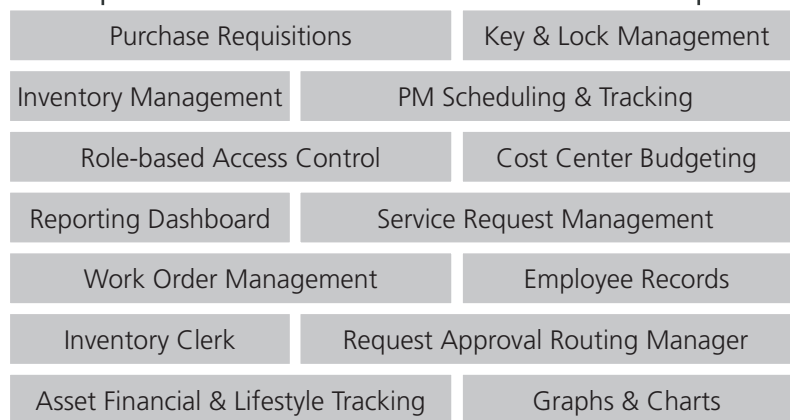 Purchase Requisitions Key & Lock Management
Inventory Management PM Scheduling & Tracking
Role-based Access Control Cost Center Budgeting
Reporting Dashboard Service Request Management
Work Order Management Employee Records
Inventory Clerk Request Approval Routing Manager
Asset Financial & Lifestyle Tracking Graphs & Charts